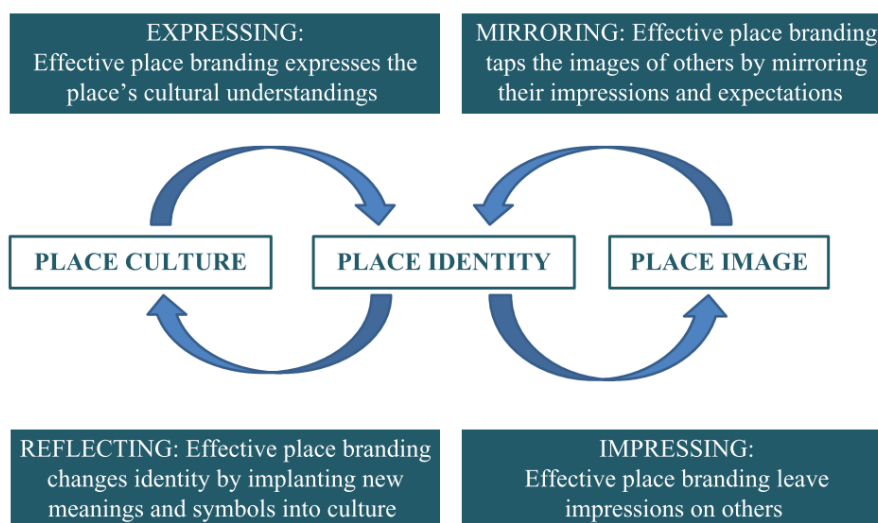 EXPRESSING:
Effective place branding expresses the
place's cultural understandings
MIRRORING: Effective place branding
taps the images of others by mirroring
their impressions and expectations
PLACE CULTURE
PLACE IDENTITY
PLACE IMAGE
REFLECTING: Effective place branding
changes identity by implanting new
meanings and symbols into culture
IMPRESSING:
Effective place branding leave
impressions on others